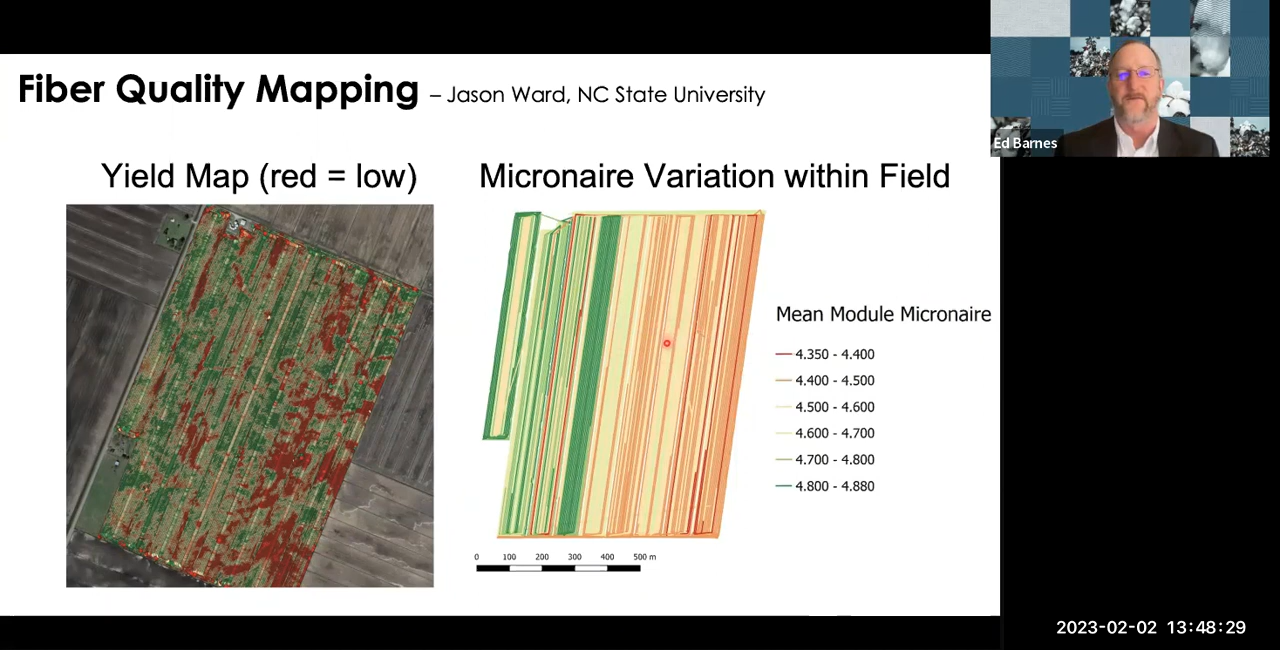 Fiber Quality Mapping – Jason Ward, NC State University
Ed Barnes
Yield Map (red = low)
Micronaire Variation within Field
Mean Module Micronaire
4.350 - 4.400
4.400 - 4.500
4.500 - 4.600
4.600 - 4.700
4.700 - 4.800
4.800 - 4.880
0 100 200 300 400 500 m
2023-02-02 13:48:29